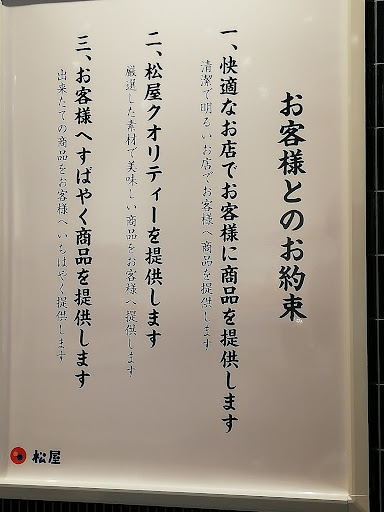 お客様とのお約束
一、快適なお店でお客様に商品を提供します
清潔で明るいお店でお客様へ商品を提供します
二、松屋クオリティーを提供します
厳選した素材で美味しい商品をお客様へ提供します
三、お客様へすばやく商品を提供します
出来たての商品をお客様へいちはやく提供します
松屋